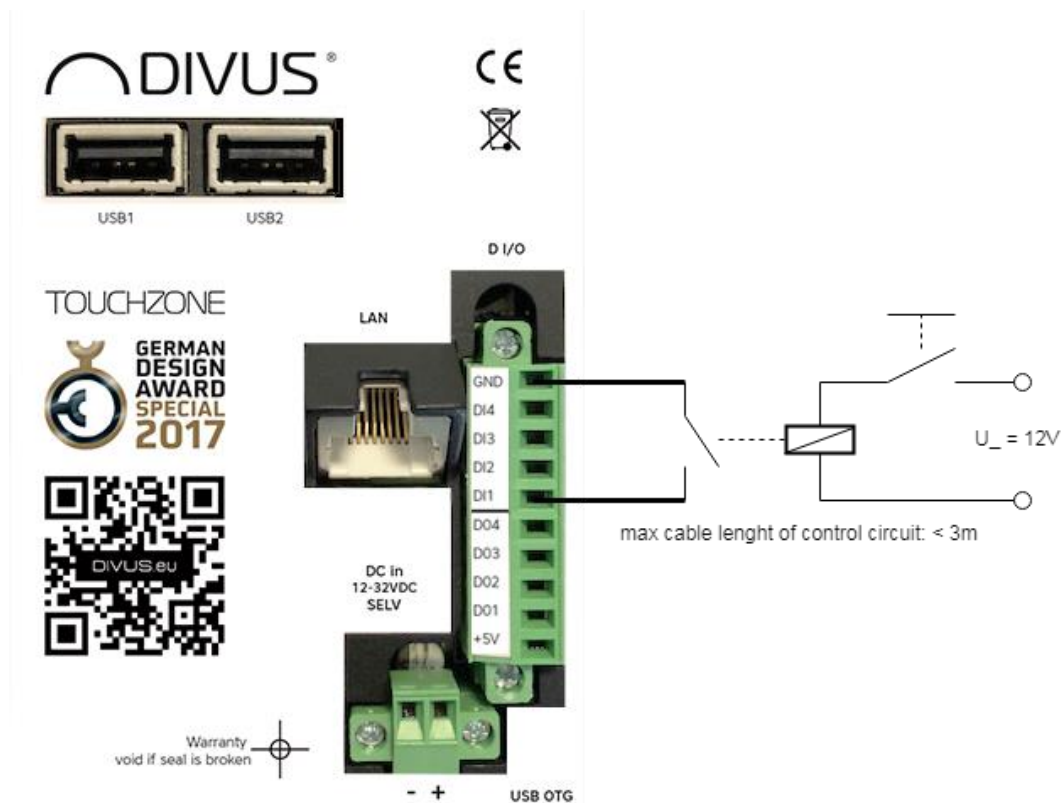 DIVUS®
CE
USB1
USB2
D I/O
TOUCHZONE
LAN
GERMAN
DESIGN
AWARD
SPECIAL
2017
GND
DI4
DI3
DI2
DI1
DO4
DO3
DO2
DO1
+5V
U_ = 12V
max cable lenght of control circuit: < 3m
DIVUS.eu
DC in
12-32VDC
SELV
Warranty
void if seal is broken
- +
USB OTG